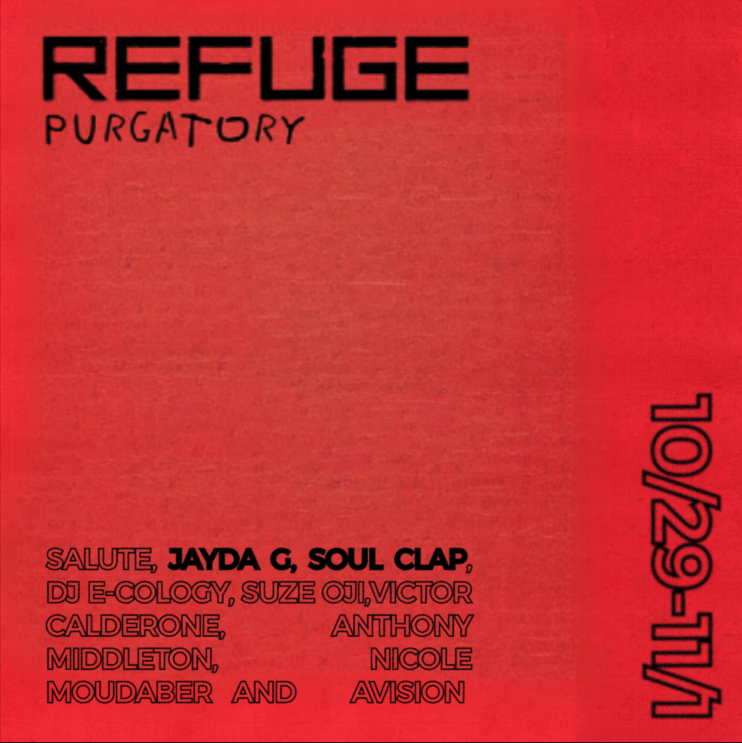 REFUGE
PURGATORY
SALUTE, JAYDA G, SOUL CLAP,
DJ E-COLOGY, SUZE OJI,VICTOR
CALDERONE, ANTHONY
MIDDLETON, NICOLE
MOUDABER AND AVISION
10/29-11/1